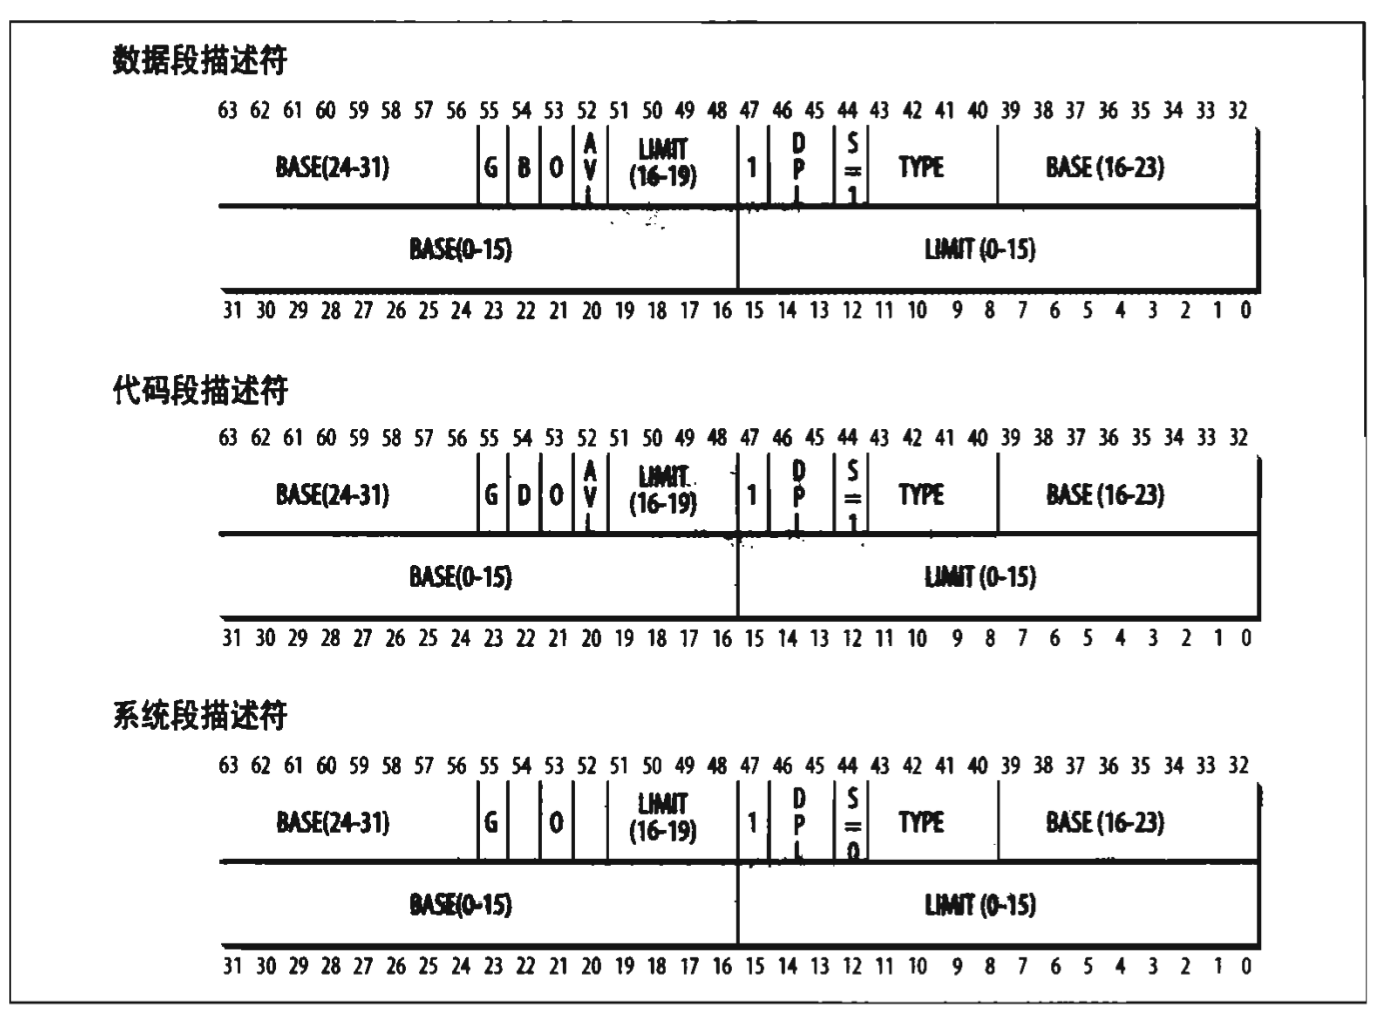 数据段描述符
63 62 61 60 59 58 57 56 55 54 53 52 51 50 49 48 47 46 45 44 43 42 41 40 39 38 37 36 35 34 33 32
BASE(24-31) G B O AVL LIMIT (16-19) 1 DPL S=1 TYPE BASE (16-23)
BASE(0-15) LIMIT (0-15)
31 30 29 28 27 26 25 24 23 22 21 20 19 18 17 16 15 14 13 12 11 10 9 8 7 6 5 4 3 2 1 0
代码段描述符
63 62 61 60 59 58 57 56 55 54 53 52 51 50 49 48 47 46 45 44 43 42 41 40 39 38 37 36 35 34 33 32
BASE(24-31) G D O AVL LIMIT (16-19) 1 DPL S=1 TYPE BASE (16-23)
BASE(0-15) LIMIT (0-15)
31 30 29 28 27 26 25 24 23 22 21 20 19 18 17 16 15 14 13 12 11 10 9 8 7 6 5 4 3 2 1 0
系统段描述符
63 62 61 60 59 58 57 56 55 54 53 52 51 50 49 48 47 46 45 44 43 42 41 40 39 38 37 36 35 34 33 32
BASE(24-31) G O LIMIT (16-19) 1 DPL S=0 TYPE BASE (16-23)
BASE(0-15) LIMIT (0-15)
31 30 29 28 27 26 25 24 23 22 21 20 19 18 17 16 15 14 13 12 11 10 9 8 7 6 5 4 3 2 1 0